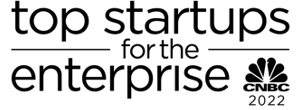 top startups
for the
enterprise
CNBC
2022